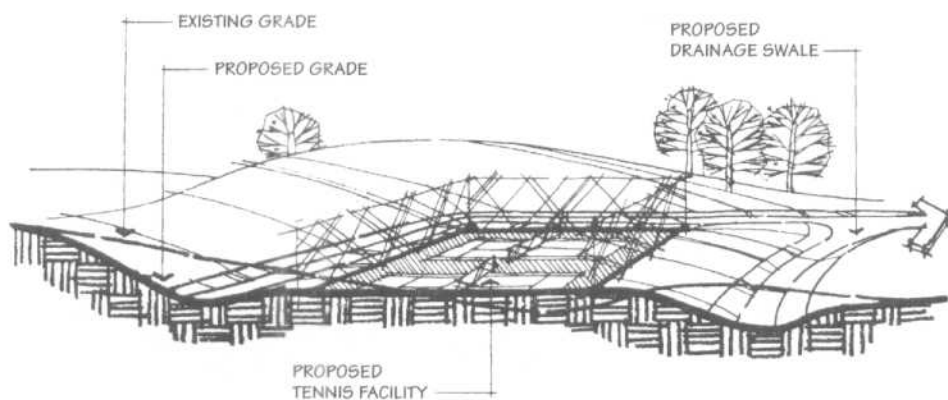 EXISTING GRADE
PROPOSED GRADE
PROPOSED
DRAINAGE SWALE
PROPOSED
TENNIS FACILITY